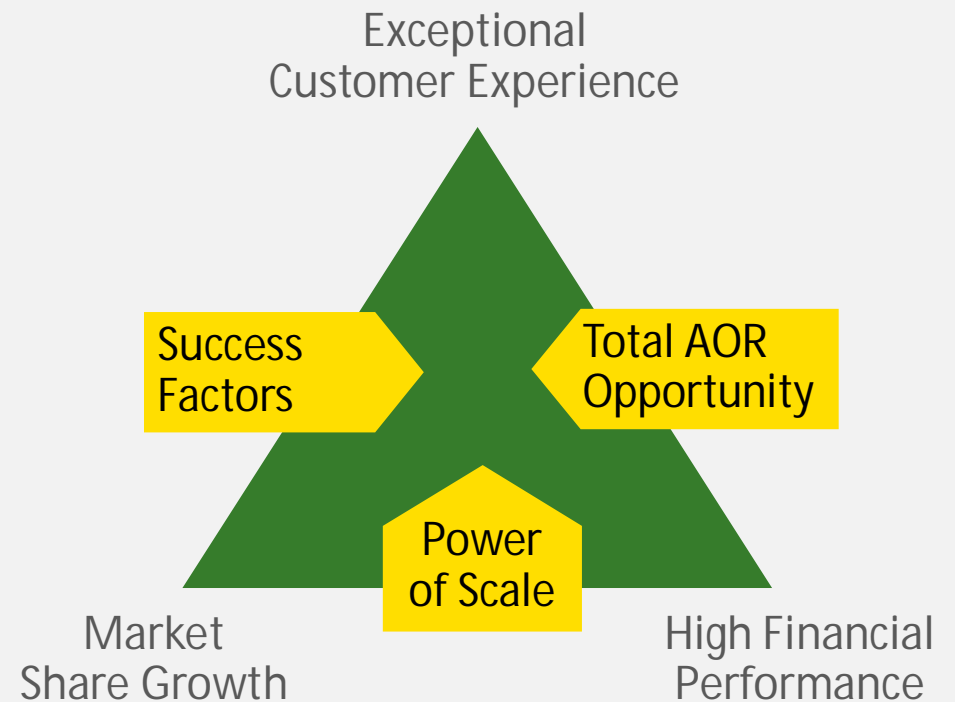 Exceptional
Customer Experience
Success
Factors
Total AOR
Opportunity
Power
of Scale
Market
Share Growth
High Financial
Performance